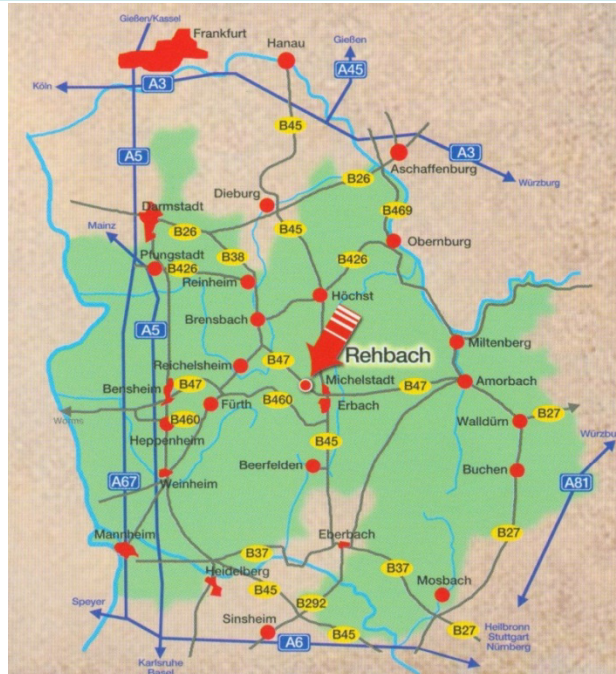 Gießen/Kassel
Frankfurt
Hanau
Gießen
A45
Köln
A3
B45
A5
A3
Aschaffenburg
Würzburg
B26
Dieburg
Darmstadt
B469
Mainz
B26
B45
Obernburg
B38
B426
Pfungstadt
B426
Reinheim
Höchst
A5
Brensbach
Miltenberg
Rehbach
Reichelsheim
B47
Michelstadt
B47
Amorbach
Bensheim
B47
B460
Fürth
Erbach
Worms
B460
Walldürn
B27
Heppenheim
B45
Würzbu
Beerfelden
Buchen
A67
Weinheim
A81
Mannheim
Eberbach
B27
B37
B37
Heidelberg
B45
Mosbach
Speyer
B292
Sinsheim
B45
B27
A6
Heilbronn
Stuttgart
Nürnberg
Karlsruhe
Basel